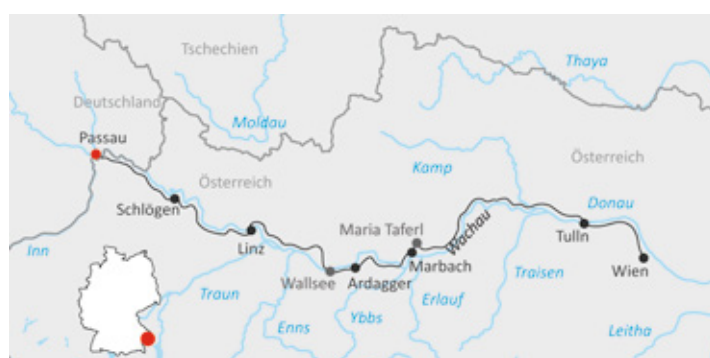 Tschechien
Thaya
Deutschland
Moldau
Passau
Kamp
Österreich
Österreich
Schlögen
Donau
Maria Taferl
Wachau
Linz
Tulln
Inn
Marbach
Wien
Wallsee
Ardagger
Traisen
Traun
Erlauf
Ybbs
Enns
Leitha